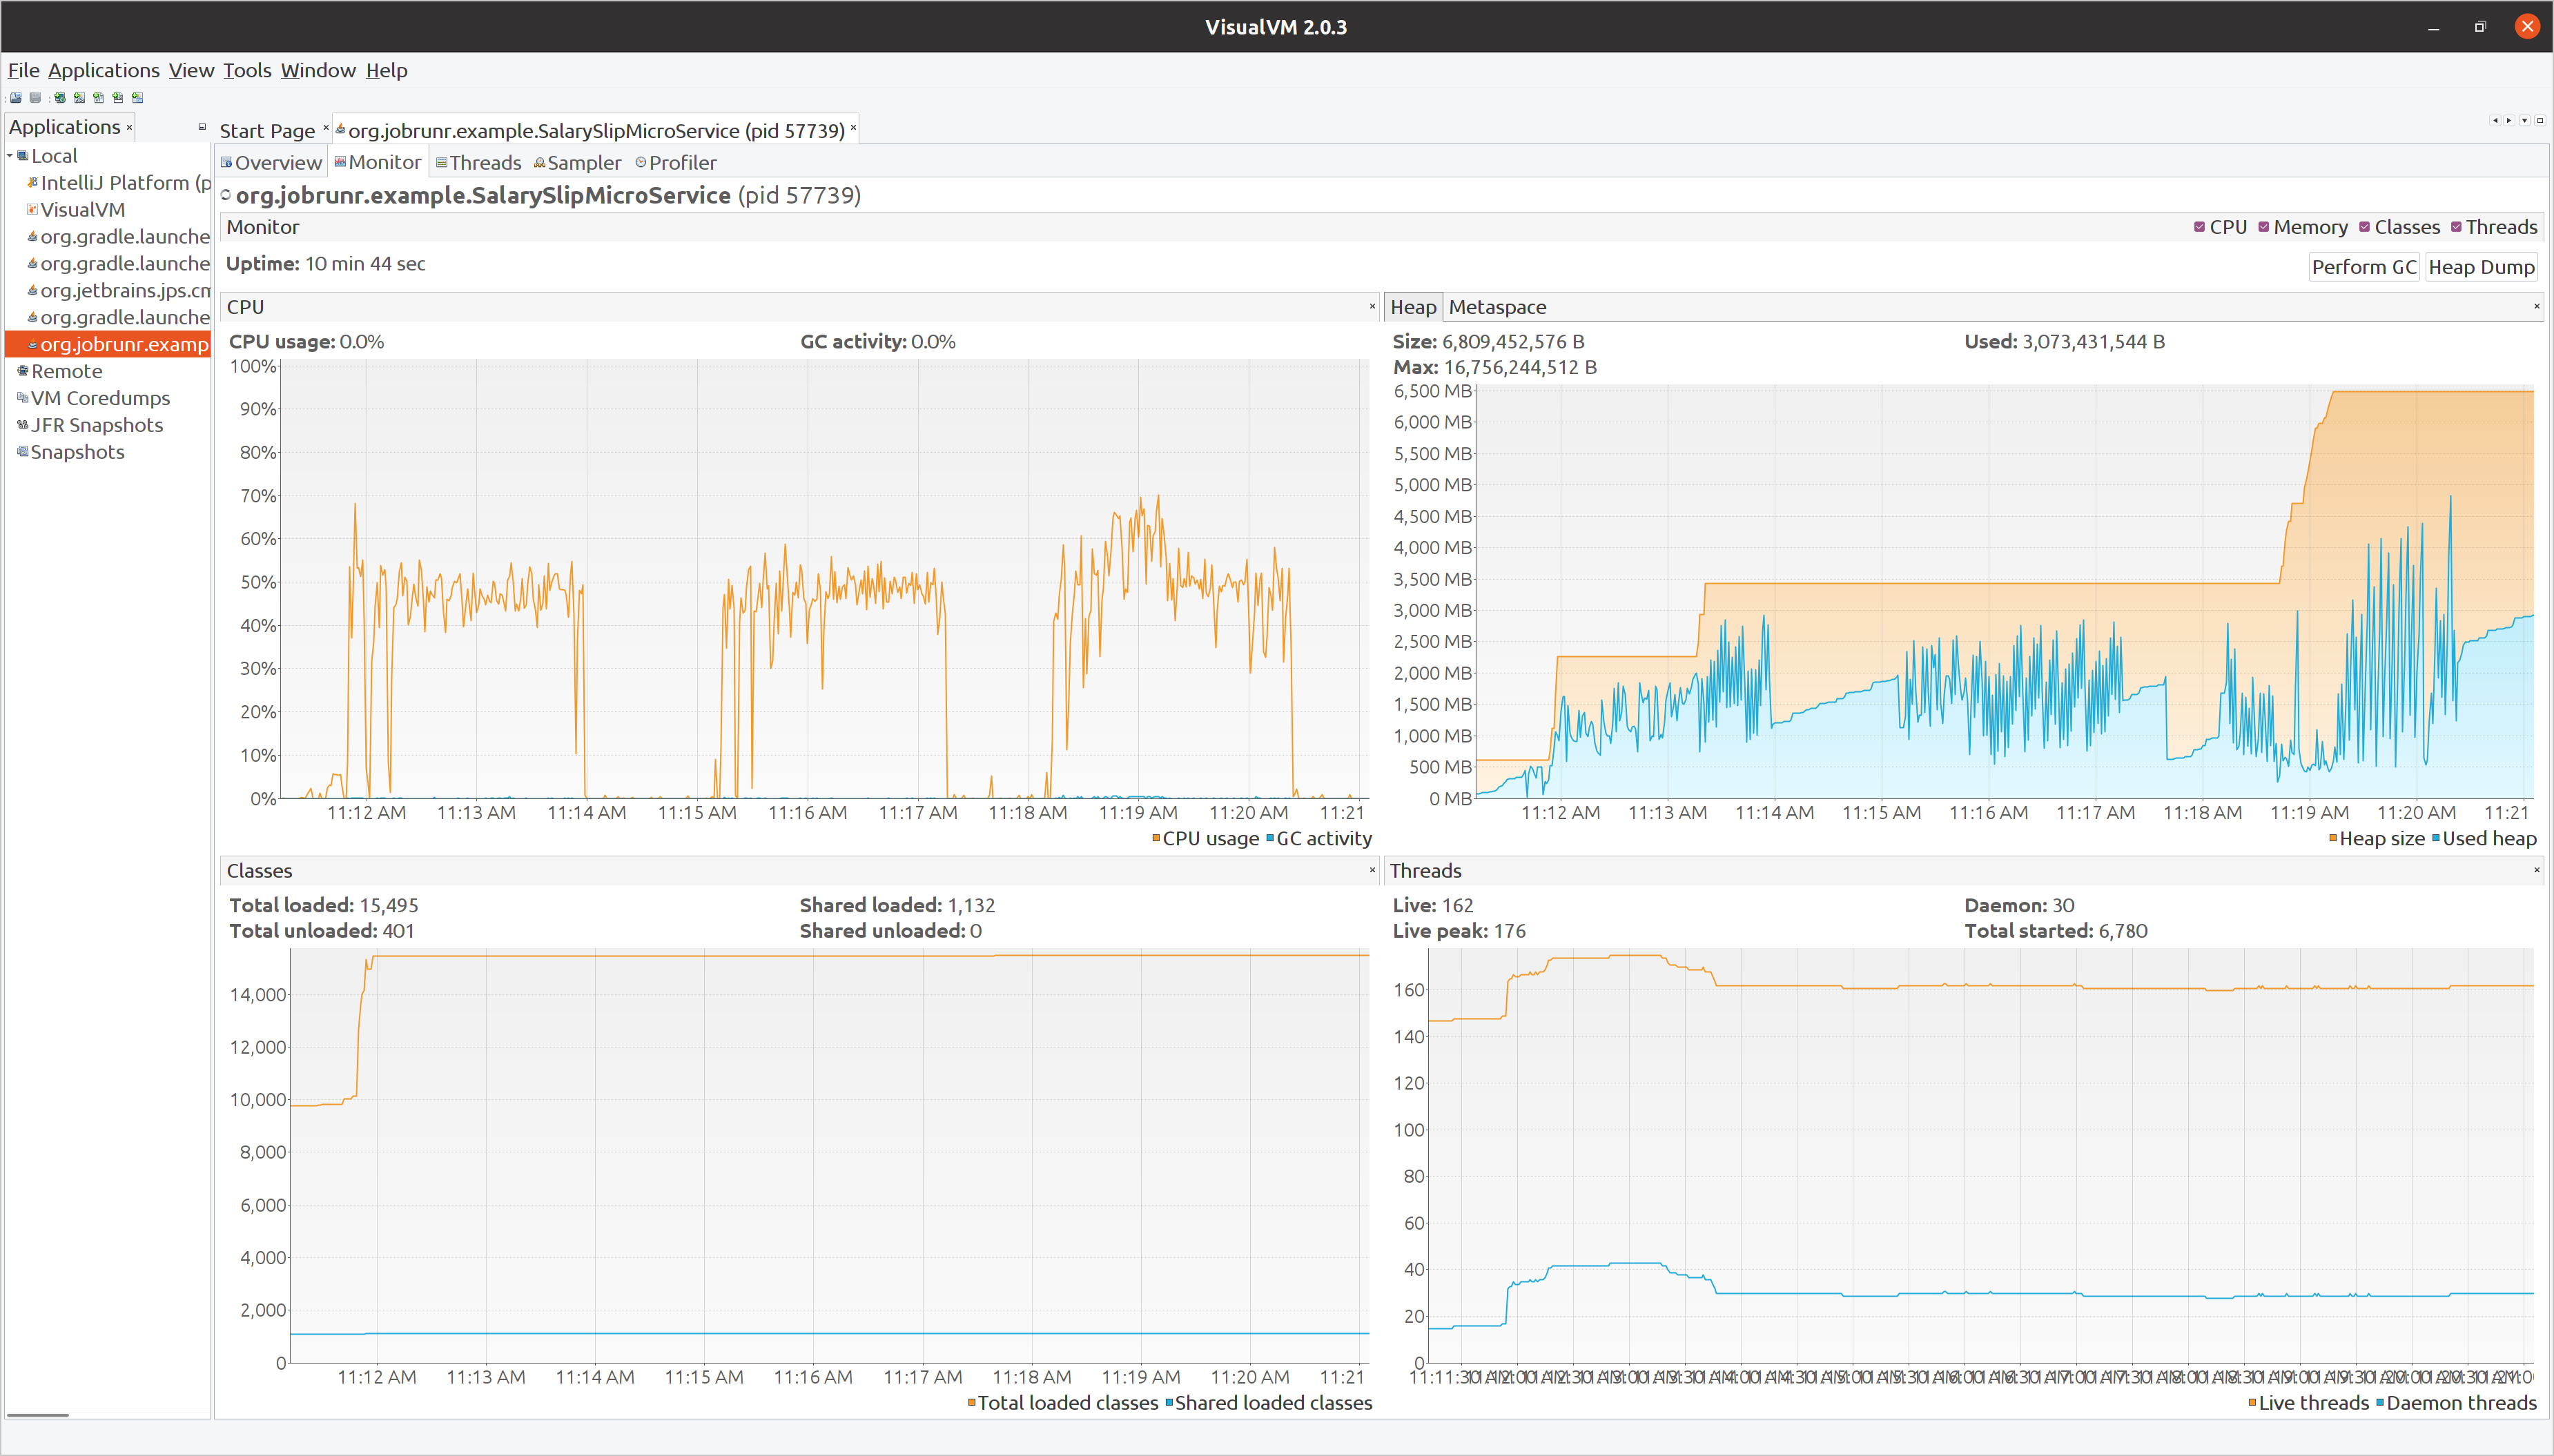 VisualVM 2.0.3
File Applications View Tools Window Help
Applications
Start Page
org.jobrunr.example.SalarySlipMicroService (pid 57739)
Local
IntelliJ Platform (p
VisualVM
org.gradle.launche
org.gradle.launche
org.jetbrains.jps.cm
org.gradle.launche
org.jobrunr.examp
Remote
VM Coredumps
JFR Snapshots
Snapshots
Overview Monitor Threads Sampler Profiler
org.jobrunr.example.SalarySlipMicroService (pid 57739)
Monitor
CPU Memory Classes Threads
Uptime: 10 min 44 sec
Perform GC Heap Dump
CPU
CPU usage: 0.0% GC activity: 0.0%
100%
90%
80%
70%
60%
50%
40%
30%
20%
10%
0%
11:12 AM 11:13 AM 11:14 AM 11:15 AM 11:16 AM 11:17 AM 11:18 AM 11:19 AM 11:20 AM 11:21
CPU usage GC activity
Heap Metaspace
Size: 6,809,452,576 B Used: 3,073,431,544 B
Max: 16,756,244,512 B
6,500 MB
6,000 MB
5,500 MB
5,000 MB
4,500 MB
4,000 MB
3,500 MB
3,000 MB
2,500 MB
2,000 MB
1,500 MB
1,000 MB
500 MB
0 MB
11:12 AM 11:13 AM 11:14 AM 11:15 AM 11:16 AM 11:17 AM 11:18 AM 11:19 AM 11:20 AM 11:21
Heap size Used heap
Classes
Total loaded: 15,495 Shared loaded: 1,132
Total unloaded: 401 Shared unloaded: 0
14,000
12,000
10,000
8,000
6,000
4,000
2,000
0
11:12 AM 11:13 AM 11:14 AM 11:15 AM 11:16 AM 11:17 AM 11:18 AM 11:19 AM 11:20 AM 11:21
Total loaded classes Shared loaded classes
Threads
Live: 162 Daemon: 30
Live peak: 176 Total started: 6,780
160
140
120
100
80
60
40
20
0
Live threads Daemon threads